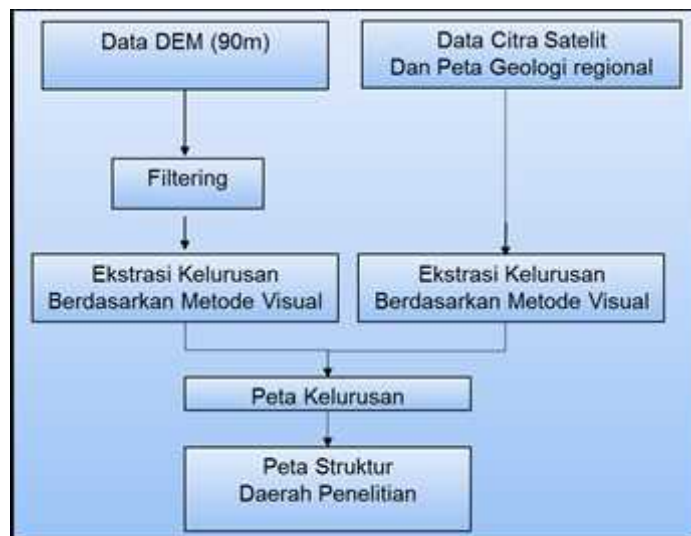 Data DEM (90m)
Data Citra Satelit
Dan Peta Geologi regional
Filtering
Ekstrasi Kelurusan
Berdasarkan Metode Visual
Ekstrasi Kelurusan
Berdasarkan Metode Visual
Peta Kelurusan
Peta Struktur
Daerah Penelitian